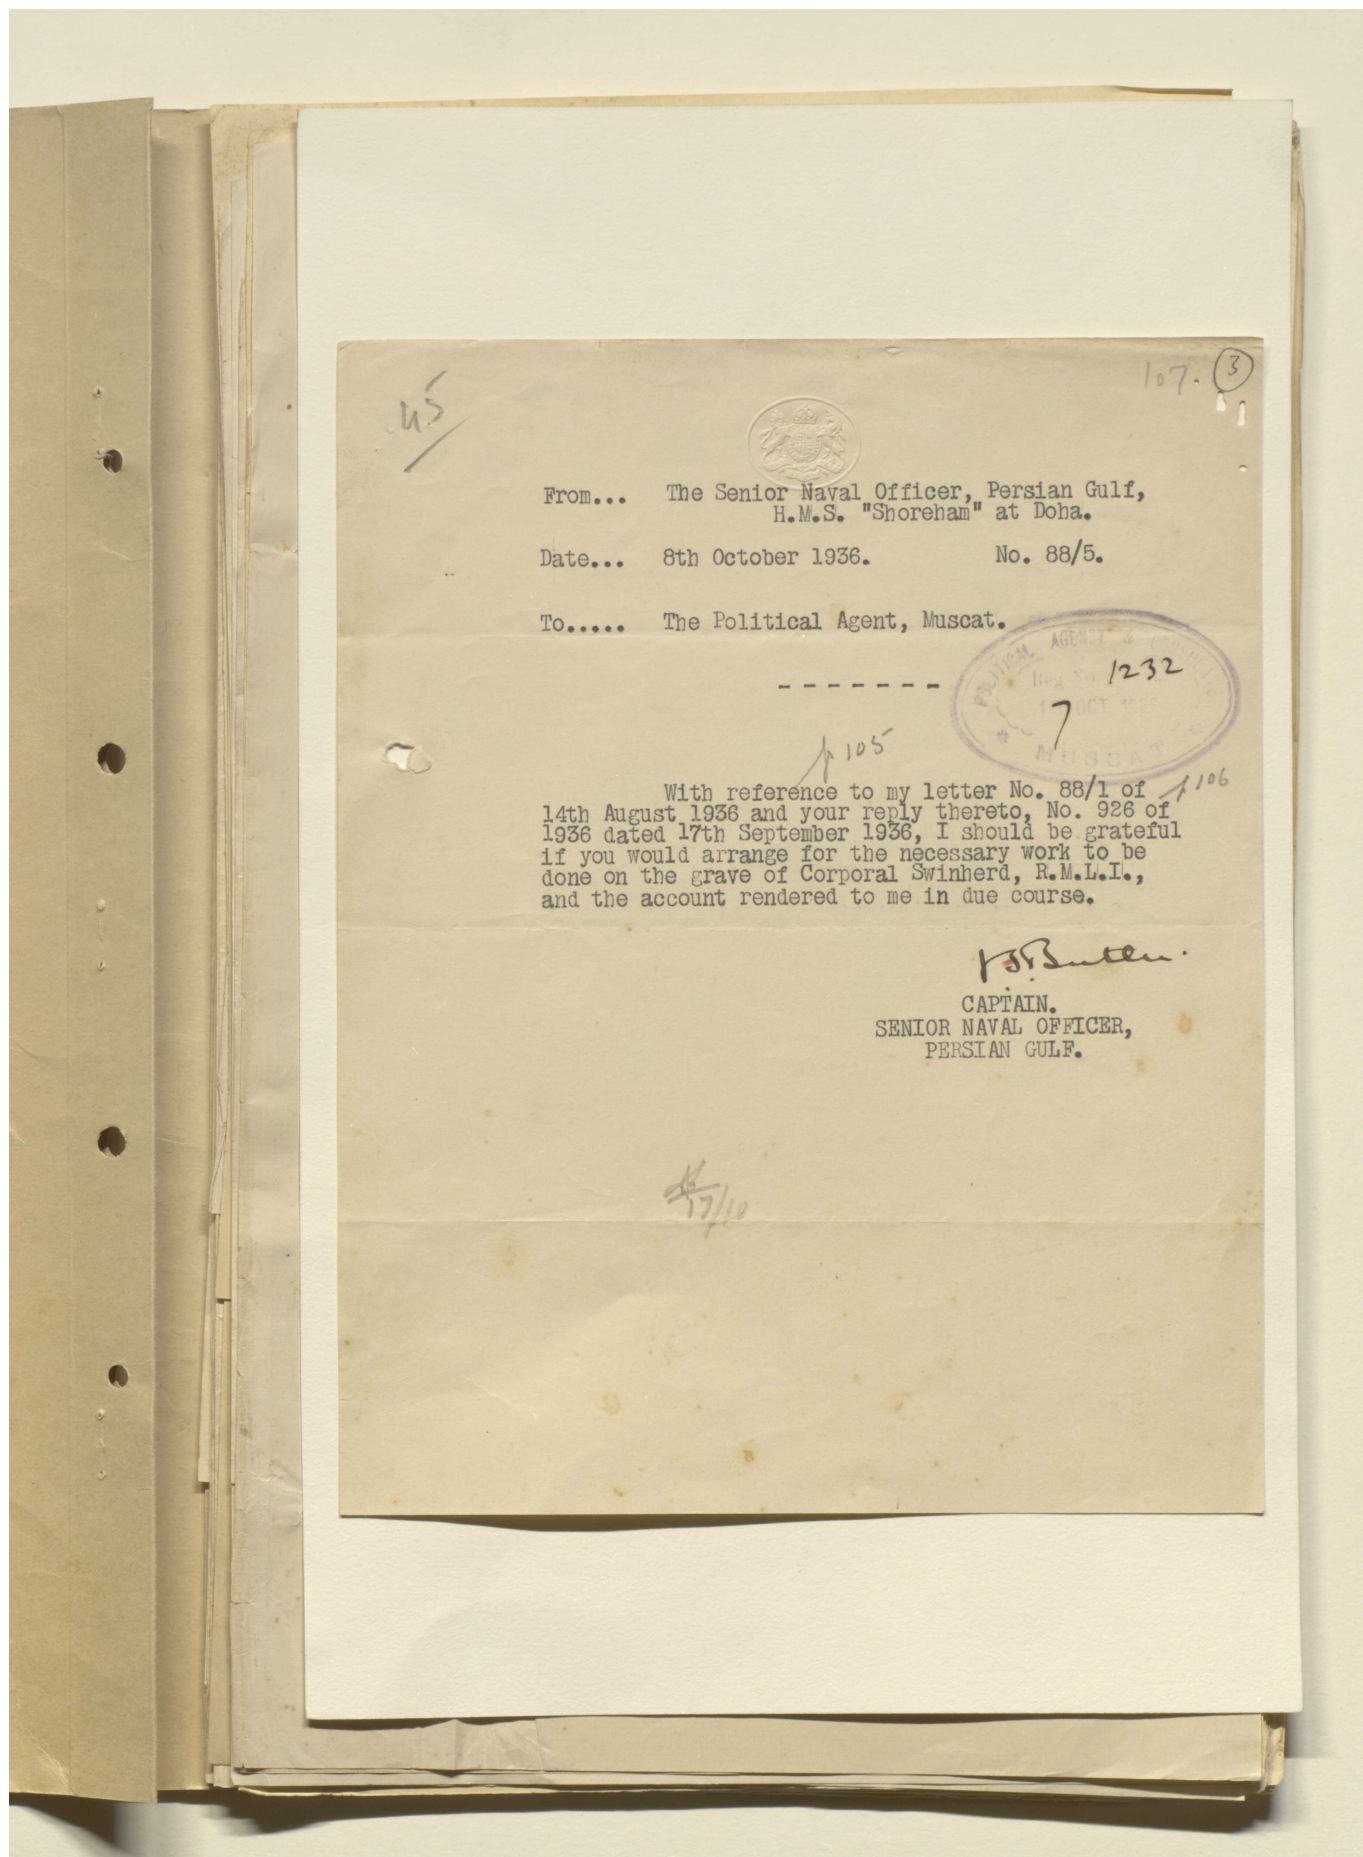 107. 3
45
From... The Senior Naval Officer, Persian Gulf,
H.M.S. "Shoreham" at Doha.
Date... 8th October 1936. No. 88/5.
To..... The Political Agent, Muscat.
- - - - - - -
POLITICAL AGENCY &
1232
7 OCT
MUSCAT
p 105
With reference to my letter No. 88/1 of p 106
14th August 1936 and your reply thereto, No. 926 of
1936 dated 17th September 1936, I should be grateful
if you would arrange for the necessary work to be
done on the grave of Corporal Swinherd, R.M.L.I.,
and the account rendered to me in due course.
Butler.
CAPTAIN.
SENIOR NAVAL OFFICER,
PERSIAN GULF.
17/10